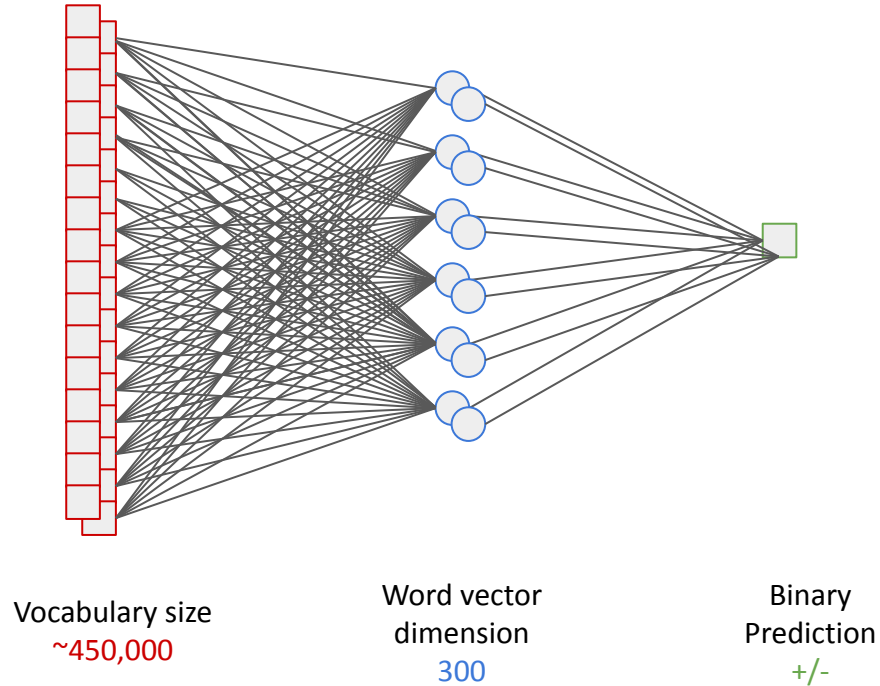 Vocabulary size
~450,000
Word vector
dimension
300
Binary
Prediction
+/-